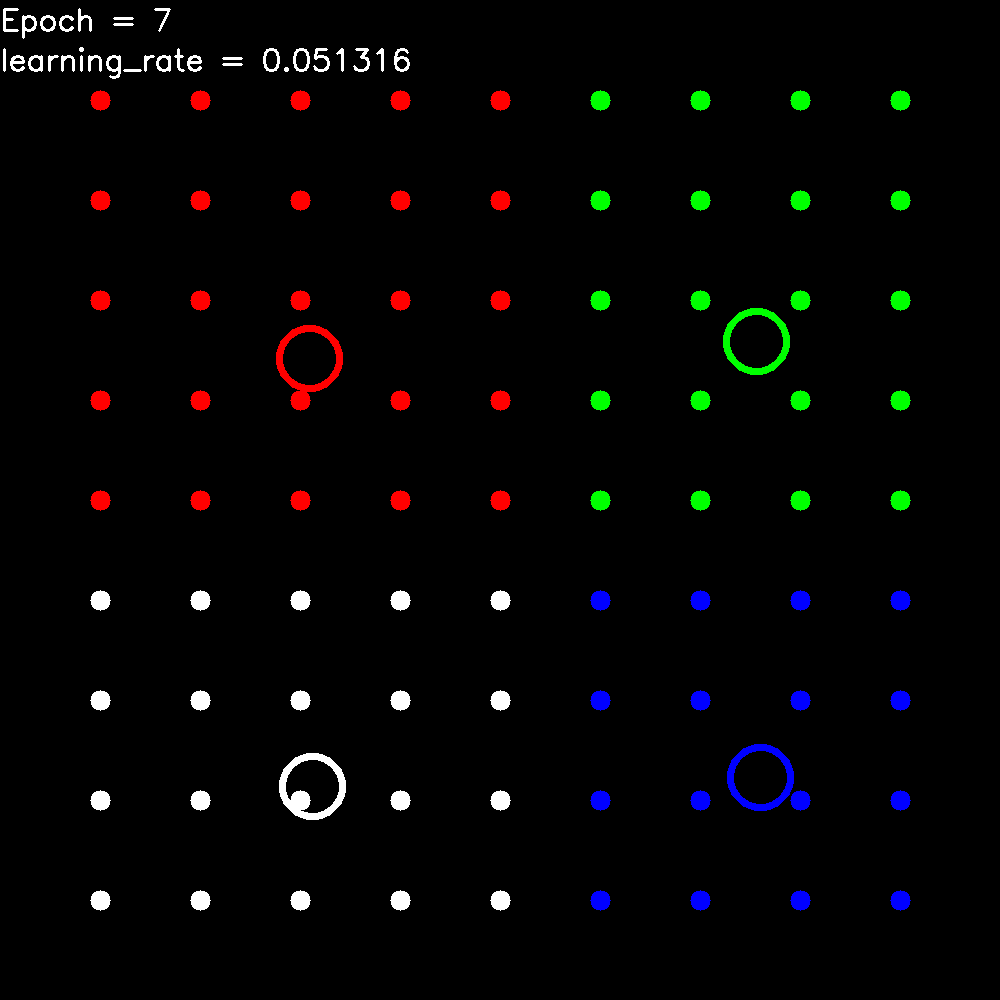 Epoch = 7
learning_rate = 0.051316